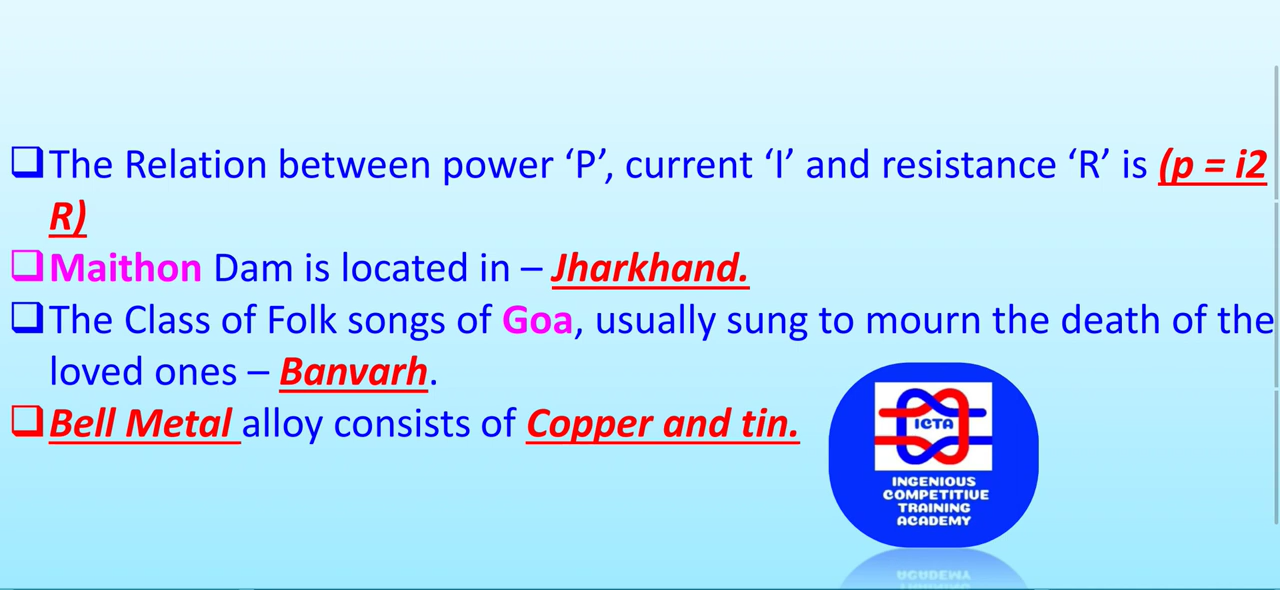 ❑The Relation between power ‘P’, current ‘I’ and resistance ‘R’ is (p = i2
R)
❑Maithon Dam is located in – Jharkhand.
❑The Class of Folk songs of Goa, usually sung to mourn the death of the
loved ones – Banvarh.
❑Bell Metal alloy consists of Copper and tin.
ICTA
INGENIOUS
COMPETITIVE
TRAINING
ACADEMY